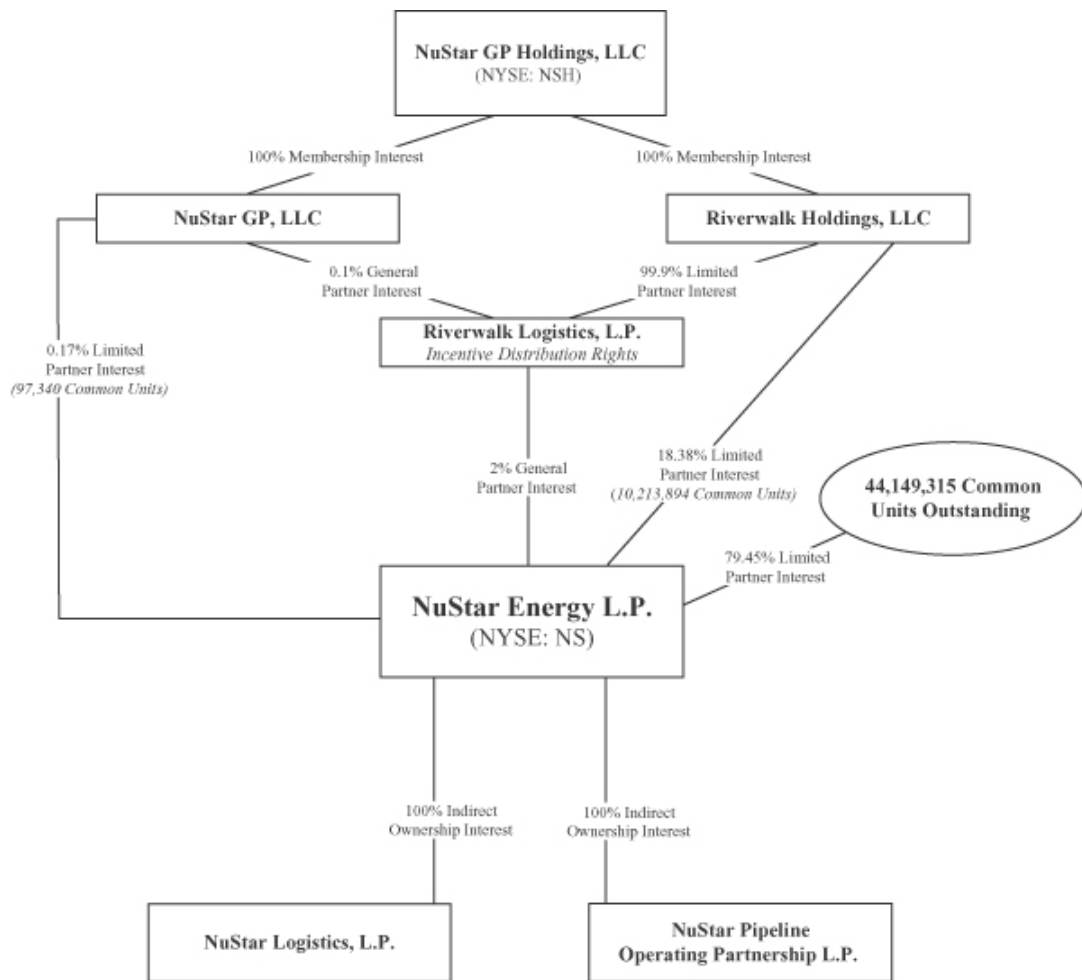 NuStar GP Holdings, LLC
(NYSE: NSH)
100% Membership Interest
100% Membership Interest
NuStar GP, LLC
Riverwalk Holdings, LLC
0.1% General
Partner Interest
99.9% Limited
Partner Interest
Riverwalk Logistics, L.P.
Incentive Distribution Rights
0.17% Limited
Partner Interest
(97,340 Common Units)
2% General
Partner Interest
18.38% Limited
Partner Interest
(10,213,894 Common Units)
44,149,315 Common
Units Outstanding
79.45% Limited
Partner Interest
NuStar Energy L.P.
(NYSE: NS)
100% Indirect
Ownership Interest
100% Indirect
Ownership Interest
NuStar Logistics, L.P.
NuStar Pipeline
Operating Partnership L.P.